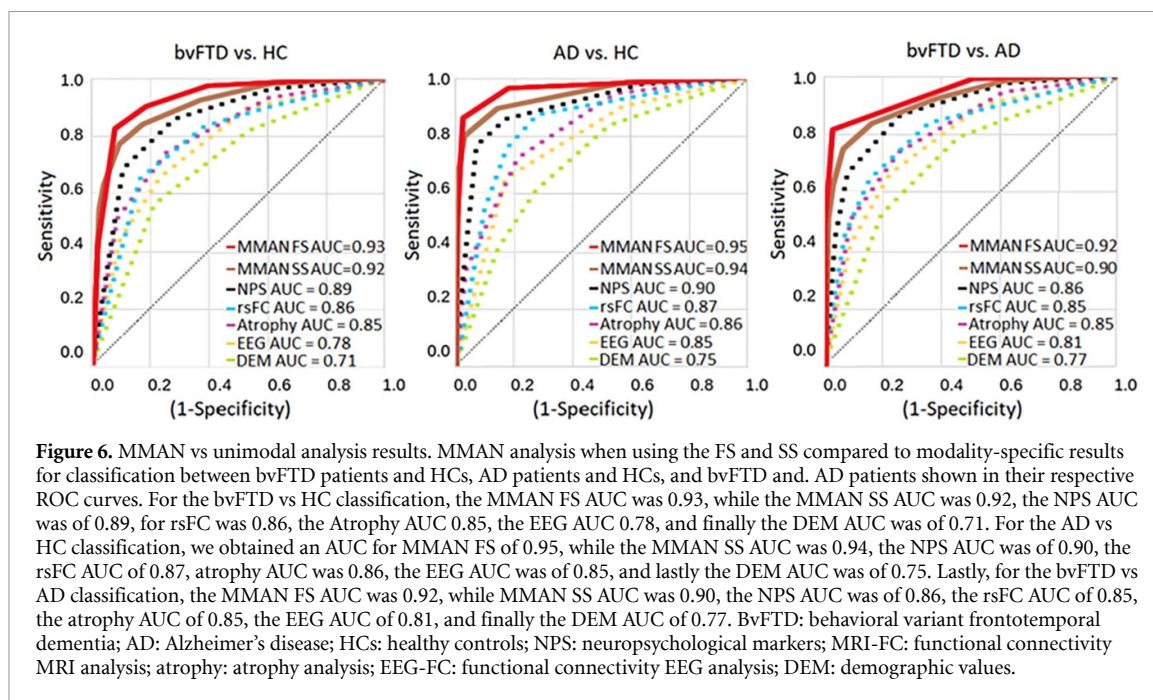 bvFTD vs. HC
1.0
0.8
0.6
0.4
0.2
0.0
Sensitivity
MMAN FS AUC=0.93
MMAN SS AUC=0.92
NPS AUC = 0.89
rsFC AUC = 0.86
Atrophy AUC = 0.85
EEG AUC = 0.78
DEM AUC = 0.71
0.0 0.2 0.4 0.6 0.8 1.0
(1-Specificity)
AD vs. HC
1.0
0.8
0.6
0.4
0.2
0.0
Sensitivity
MMAN FS AUC=0.95
MMAN SS AUC=0.94
NPS AUC = 0.90
rsFC AUC = 0.87
Atrophy AUC = 0.86
EEG AUC = 0.85
DEM AUC = 0.75
0.0 0.2 0.4 0.6 0.8 1.0
(1-Specificity)
bvFTD vs. AD
1.0
0.8
0.6
0.4
0.2
0.0
Sensitivity
MMAN FS AUC=0.92
MMAN SS AUC=0.90
NPS AUC = 0.86
rsFC AUC = 0.85
Atrophy AUC = 0.85
EEG AUC = 0.81
DEM AUC = 0.77
0.0 0.2 0.4 0.6 0.8 1.0
(1-Specificity)
Figure 6. MMAN vs unimodal analysis results. MMAN analysis when using the FS and SS compared to modality-specific results
for classification between bvFTD patients and HCs, AD patients and HCs, and bvFTD and. AD patients shown in their respective
ROC curves. For the bvFTD vs HC classification, the MMAN FS AUC was 0.93, while the MMAN SS AUC was 0.92, the NPS AUC
was of 0.89, for rsFC was 0.86, the Atrophy AUC 0.85, the EEG AUC 0.78, and finally the DEM AUC was of 0.71. For the AD vs
HC classification, we obtained an AUC for MMAN FS of 0.95, while the MMAN SS AUC was 0.94, the NPS AUC was of 0.90, the
rsFC AUC of 0.87, atrophy AUC was 0.86, the EEG AUC was of 0.85, and lastly the DEM AUC was of 0.75. Lastly, for the bvFTD vs
AD classification, the MMAN FS AUC was 0.92, while MMAN SS AUC was 0.90, the NPS AUC was of 0.86, the rsFC AUC of 0.85,
the atrophy AUC of 0.85, the EEG AUC of 0.81, and finally the DEM AUC of 0.77. BvFTD: behavioral variant frontotemporal
dementia; AD: Alzheimer's disease; HCs: healthy controls; NPS: neuropsychological markers; MRI-FC: functional connectivity
MRI analysis; atrophy: atrophy analysis; EEG-FC: functional connectivity EEG analysis; DEM: demographic values.